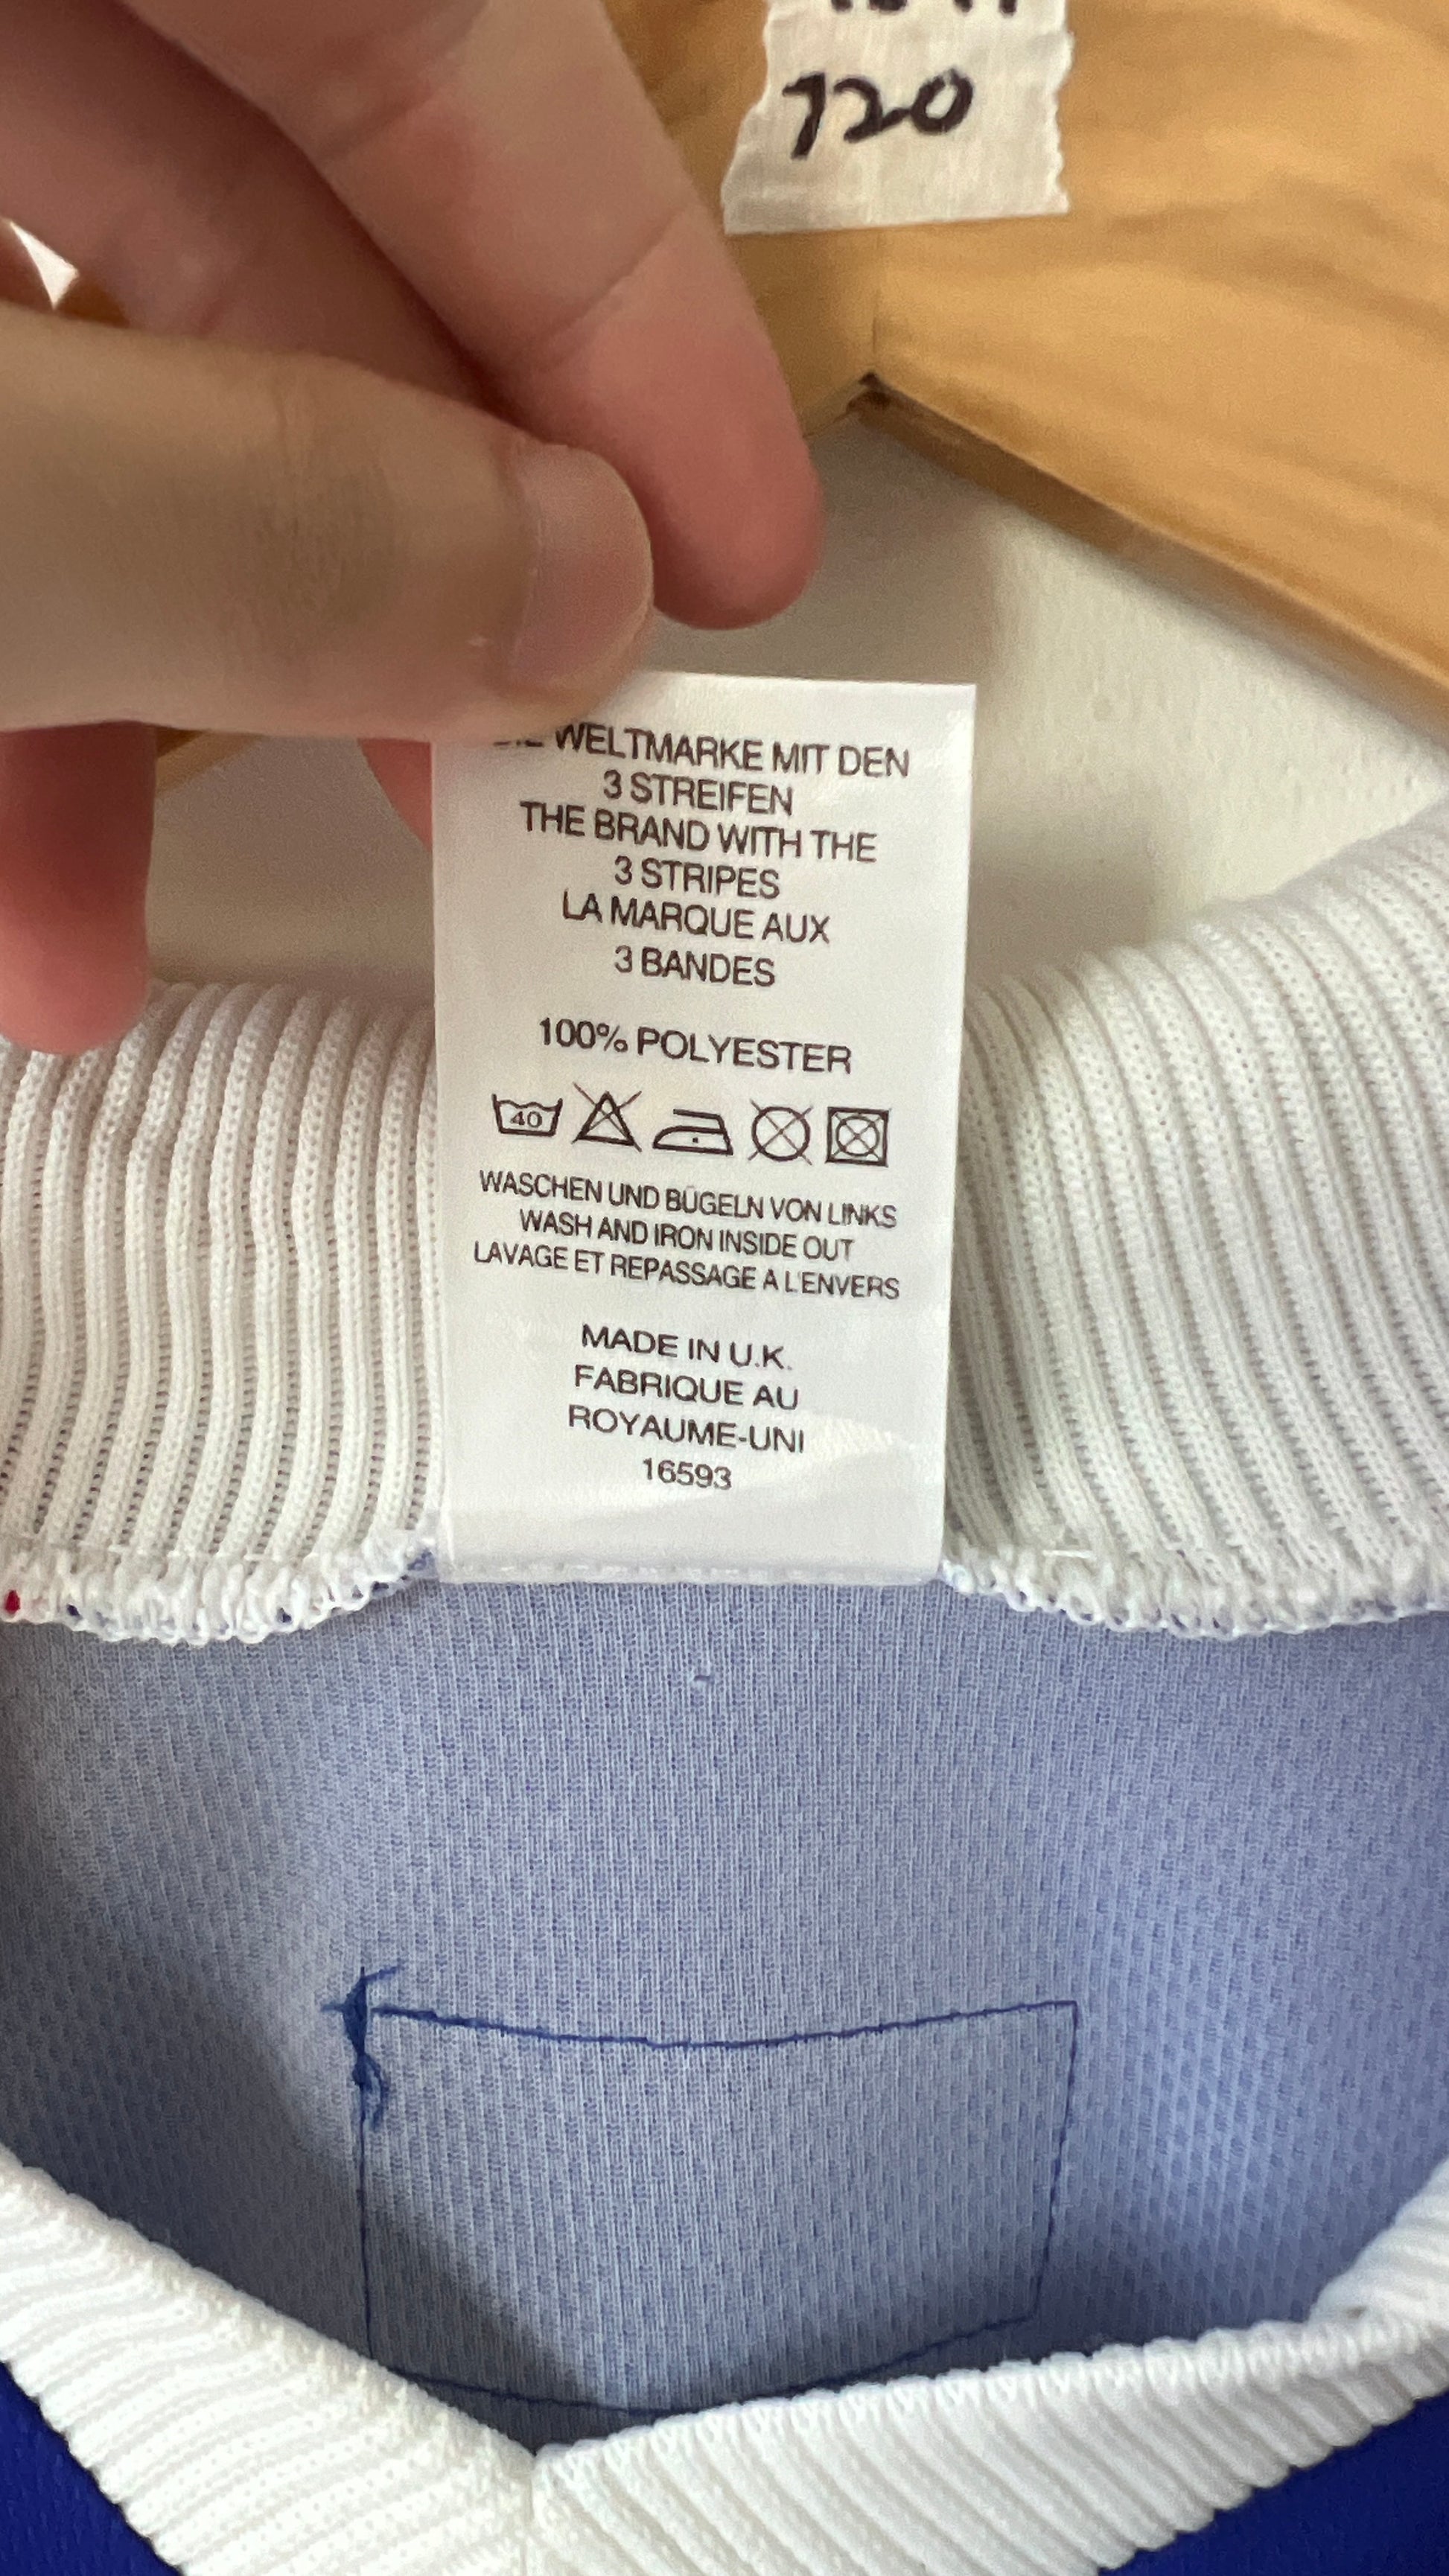 720
WELTMARKE MIT DEN
3 STREIFEN
THE BRAND WITH THE
3 STRIPES
LA MARQUE AUX
3 BANDES
100% POLYESTER
40
WASCHEN UND BÜGELN VON LINKS
WASH AND IRON INSIDE OUT
LAVAGE ET REPASSAGE A L'ENVERS
MADE IN U.K.
FABRIQUE AU
ROYAUME-UNI
16593